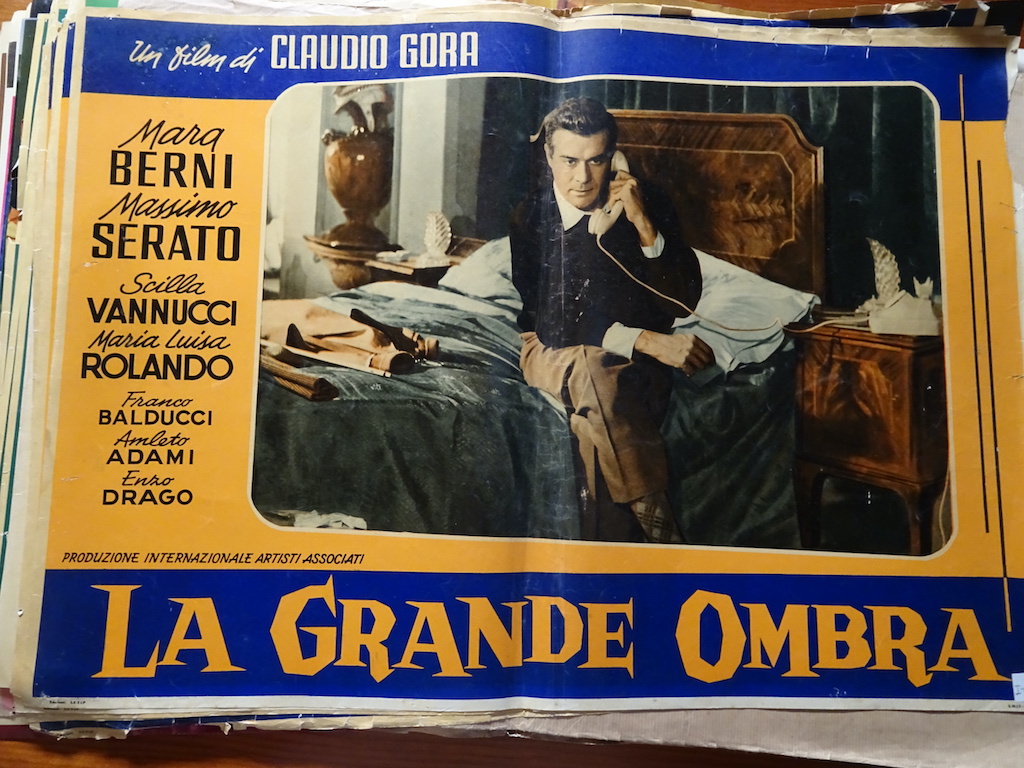 Un film di CLAUDIO GORA
Mara
BERNI
Massimo
SERATO
Scilla
VANNUCCI
Maria Luisa
ROLANDO
Franco
BALDUCCI
Amleto
ADAMI
Enzo
DRAGO
PRODUZIONE INTERNAZIONALE ARTISTI ASSOCIATI
LA GRANDE OMBRA